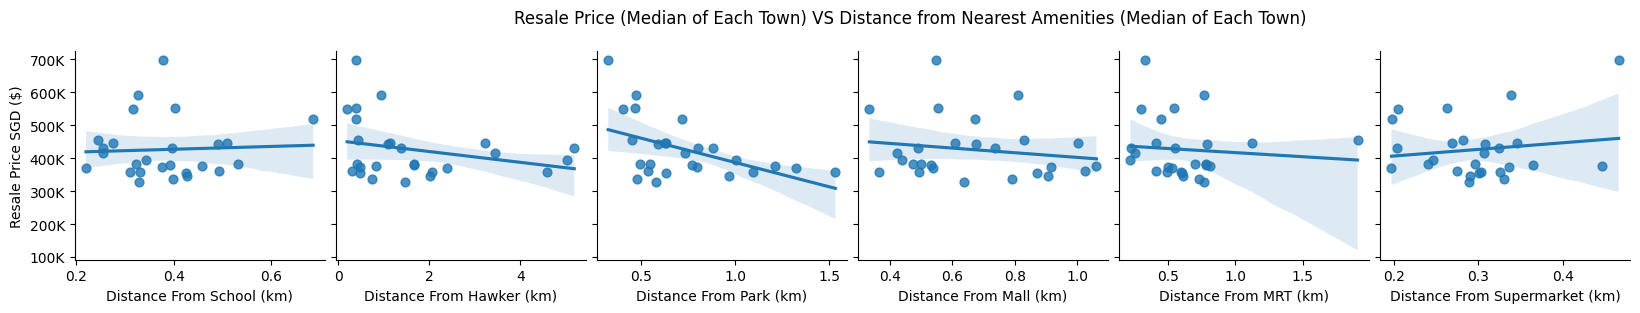 Resale Price (Median of Each Town) VS Distance from Nearest Amenities (Median of Each Town)
Resale Price SGD ($)
700K
600K
500K
400K
300K
200K
100K
0.2 0.4 0.6
Distance From School (km)
0 2 4
Distance From Hawker (km)
0.5 1.0 1.5
Distance From Park (km)
0.4 0.6 0.8 1.0
Distance From Mall (km)
0.5 1.0 1.5
Distance From MRT (km)
0.2 0.3 0.4
Distance From Supermarket (km)